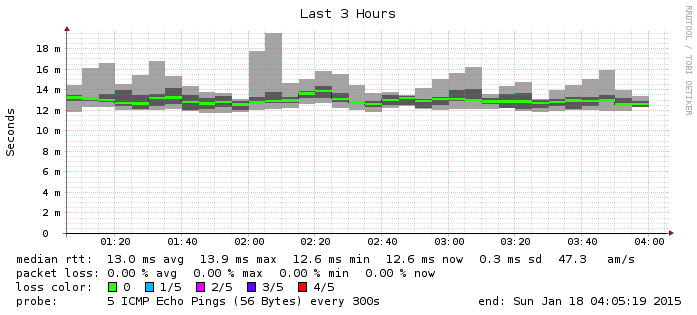 Last 3 Hours
RRDTOOL / TOBI OETIKER
Seconds
18 m
16 m
14 m
12 m
10 m
8 m
6 m
4 m
2 m
0
01:20 01:40 02:00 02:20 02:40 03:00 03:20 03:40 04:00
median rtt: 13.0 ms avg 13.9 ms max 12.6 ms min 12.6 ms now 0.3 ms sd 47.3 am/s
packet loss: 0.00 % avg 0.00 % max 0.00 % min 0.00 % now
loss color: 0 1/5 2/5 3/5 4/5
probe: 5 ICMP Echo Pings (56 Bytes) every 300s end: Sun Jan 18 04:05:19 2015